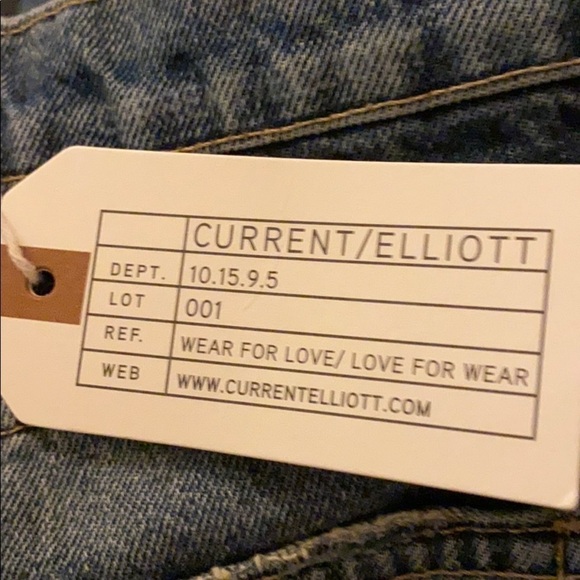 CURRENT/ELLIOTT
DEPT. 10.15.9.5
LOT 001
REF. WEAR FOR LOVE/ LOVE FOR WEAR
WEB WWW.CURRENTELLIOTT.COM